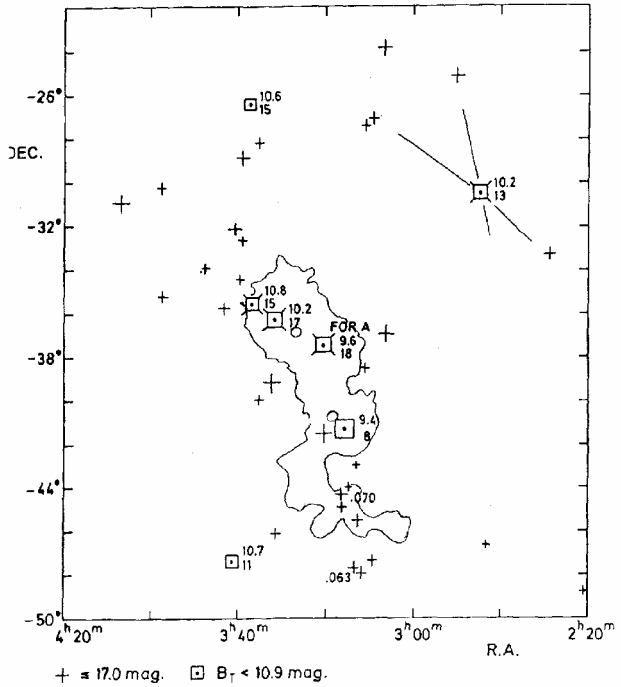 10.6
15
-26°
DEC.
10.2
13
-32°
10.8
15
10.2
17
FOR A
9.6
18
-38°
9.4
8
-44°
.070
10.7
11
.063
-50°
4ʰ20ᵐ
3ʰ40ᵐ
3ʰ00ᵐ
2ʰ20ᵐ
R.A.
+ ≤ 17.0 mag. ⊡ B_T < 10.9 mag.